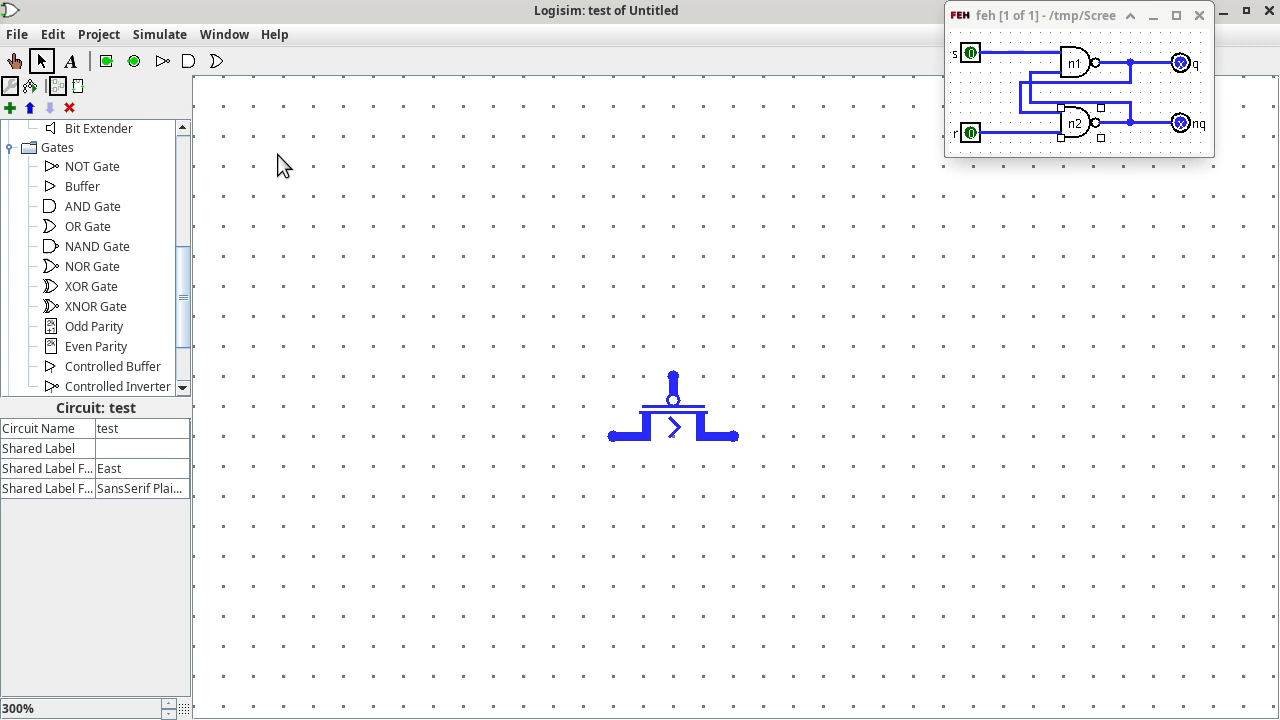 Logisim: test of Untitled
File Edit Project Simulate Window Help
Bit Extender
Gates
NOT Gate
Buffer
AND Gate
OR Gate
NAND Gate
NOR Gate
XOR Gate
XNOR Gate
Odd Parity
Even Parity
Controlled Buffer
Controlled Inverter
Circuit: test
Circuit Name test
Shared Label
Shared Label F... East
Shared Label F... SansSerif Plai...
300%
FEH feh [1 of 1] - /tmp/Scree
s 0 n1 x q
r 0 n2 x nq